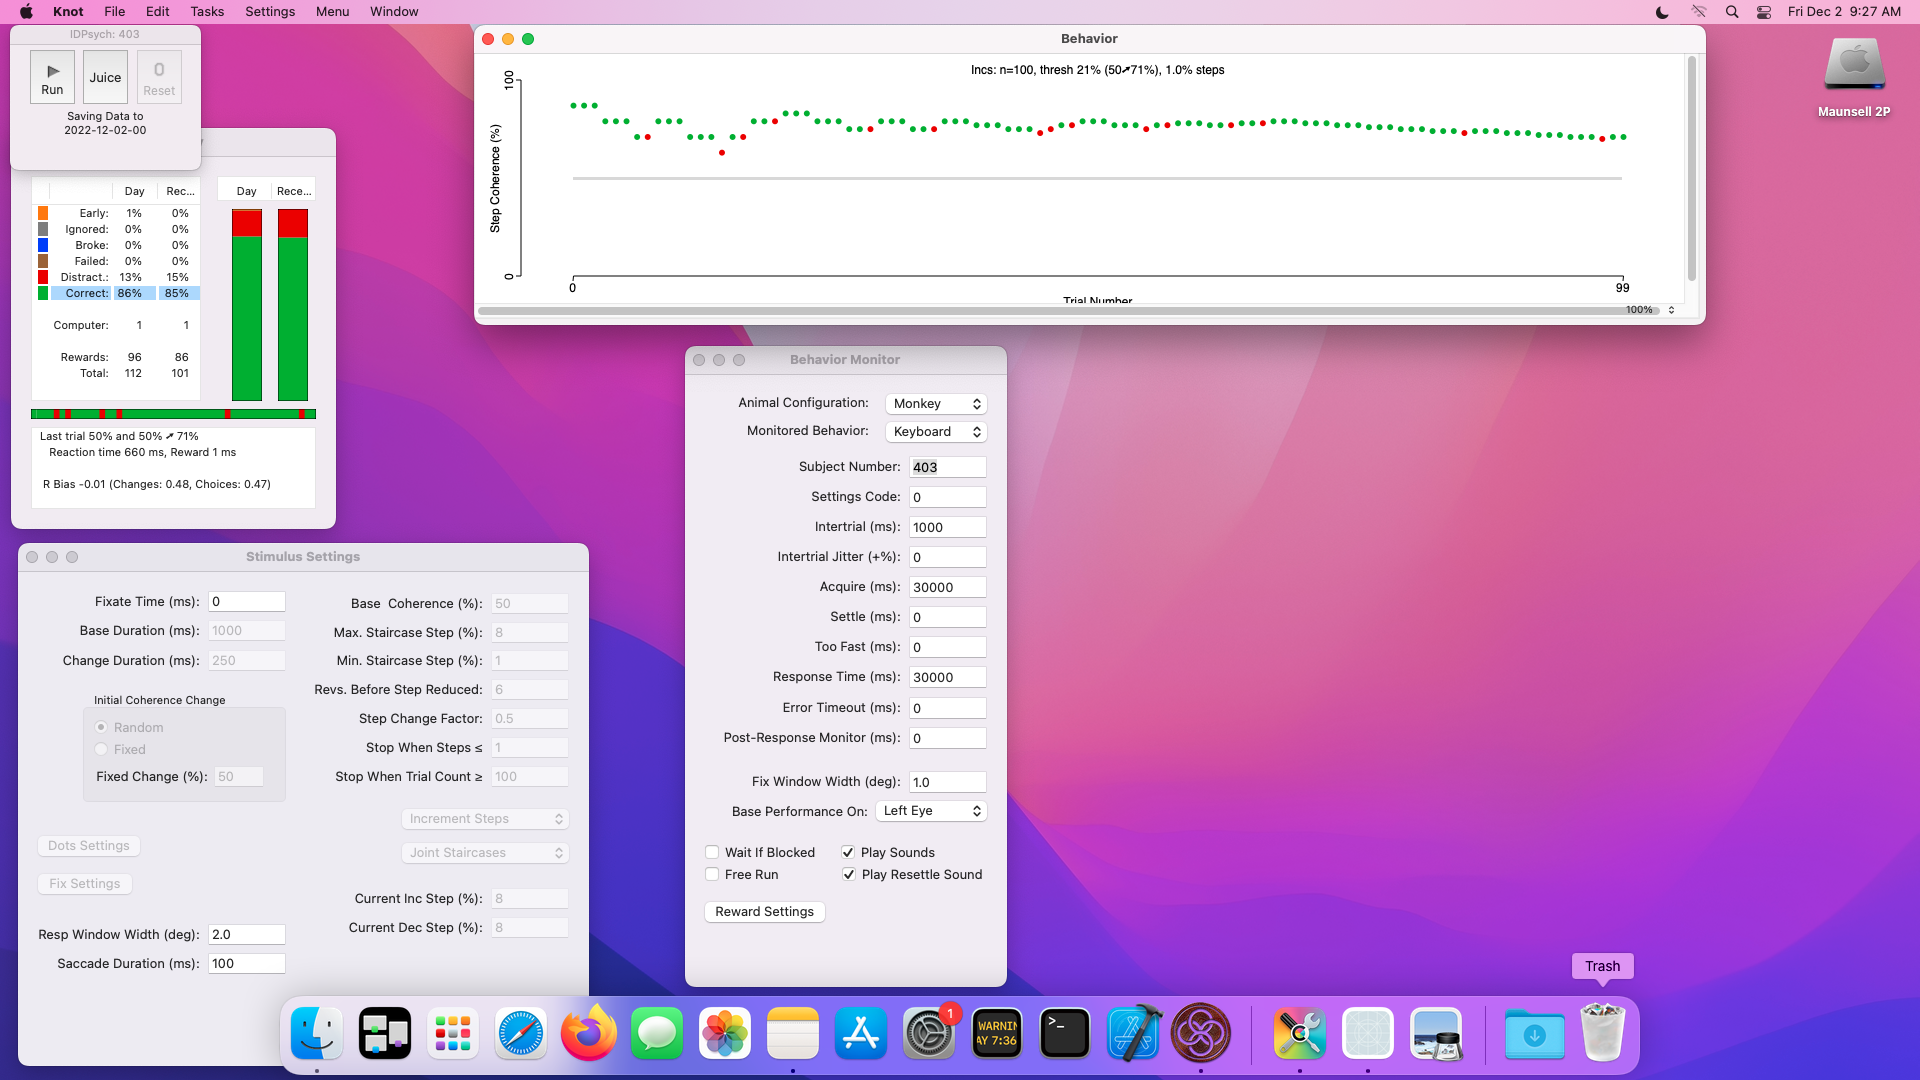 Knot File Edit Tasks Settings Menu Window Fri Dec 2 9:27 AM
IDPsych: 403
Run Juice 0 Reset
Saving Data to
2022-12-02-00
Day Rec... Day Rece...
Early: 1% 0%
Ignored: 0% 0%
Broke: 0% 0%
Failed: 0% 0%
Distract.: 13% 15%
Correct: 86% 85%
Computer: 1 1
Rewards: 96 86
Total: 112 101
Last trial 50% and 50% ➚ 71%
Reaction time 660 ms, Reward 1 ms
R Bias -0.01 (Changes: 0.48, Choices: 0.47)
Behavior
Incs: n=100, thresh 21% (50➚71%), 1.0% steps
100
Step Coherence (%)
0
0 99
Trial Number
100%
Maunsell 2P
Behavior Monitor
Animal Configuration: Monkey
Monitored Behavior: Keyboard
Subject Number: 403
Settings Code: 0
Intertrial (ms): 1000
Intertrial Jitter (+%): 0
Acquire (ms): 30000
Settle (ms): 0
Too Fast (ms): 0
Response Time (ms): 30000
Error Timeout (ms): 0
Post-Response Monitor (ms): 0
Fix Window Width (deg): 1.0
Base Performance On: Left Eye
Wait If Blocked Play Sounds
Free Run Play Resettle Sound
Reward Settings
Stimulus Settings
Fixate Time (ms): 0
Base Duration (ms): 1000
Change Duration (ms): 250
Initial Coherence Change
Random
Fixed
Fixed Change (%): 50
Dots Settings
Fix Settings
Resp Window Width (deg): 2.0
Saccade Duration (ms): 100
Base Coherence (%): 50
Max. Staircase Step (%): 8
Min. Staircase Step (%): 1
Revs. Before Step Reduced: 6
Step Change Factor: 0.5
Stop When Steps ≤ 1
Stop When Trial Count ≥ 100
Increment Steps
Joint Staircases
Current Inc Step (%): 8
Current Dec Step (%): 8
Trash
1
WARNIN
AY 7:36
>_